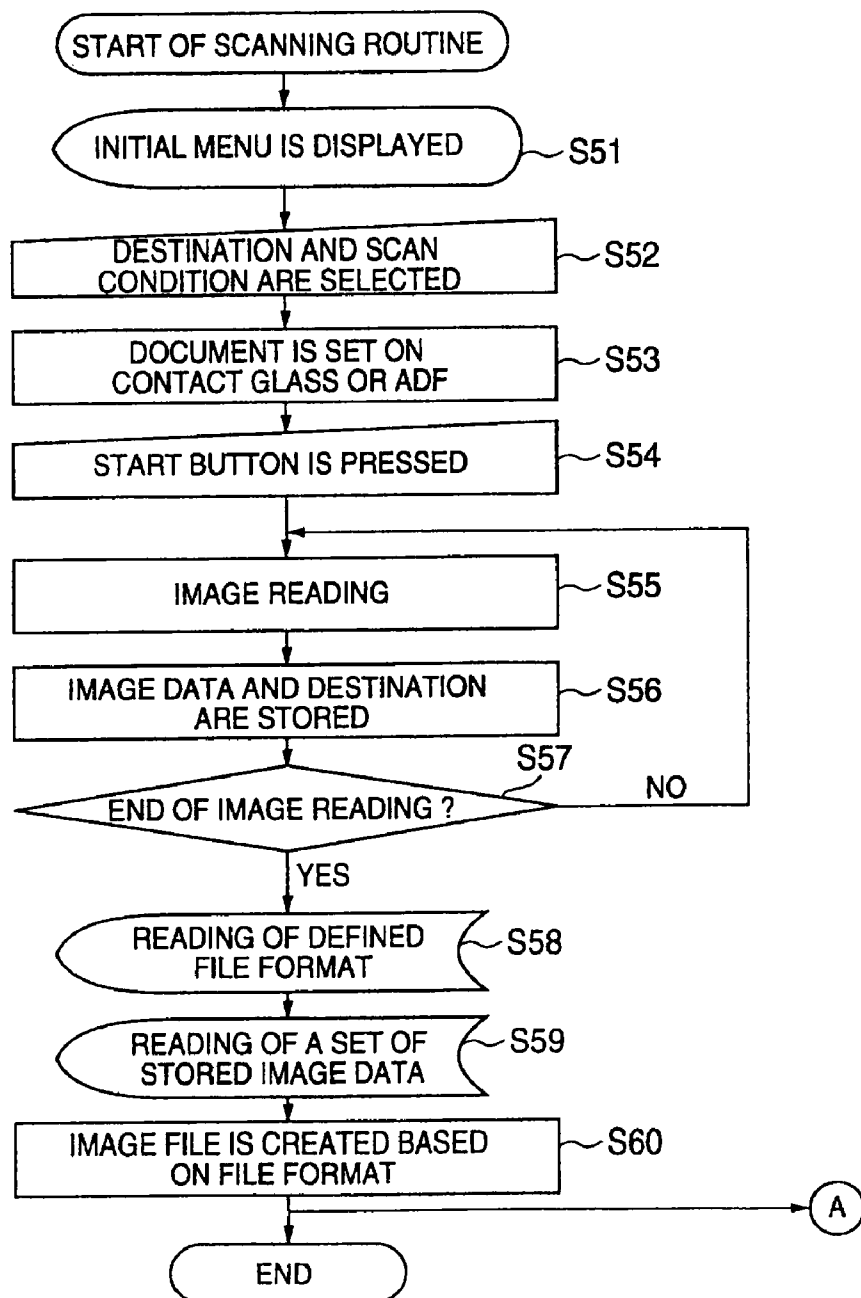 START OF SCANNING ROUTINE
INITIAL MENU IS DISPLAYED
S51
DESTINATION AND SCAN
CONDITION ARE SELECTED
S52
DOCUMENT IS SET ON
CONTACT GLASS OR ADF
S53
START BUTTON IS PRESSED
S54
IMAGE READING
S55
IMAGE DATA AND DESTINATION
ARE STORED
S56
S57
END OF IMAGE READING ?
NO
YES
READING OF DEFINED
FILE FORMAT
S58
READING OF A SET OF
STORED IMAGE DATA
S59
IMAGE FILE IS CREATED BASED
ON FILE FORMAT
S60
A
END